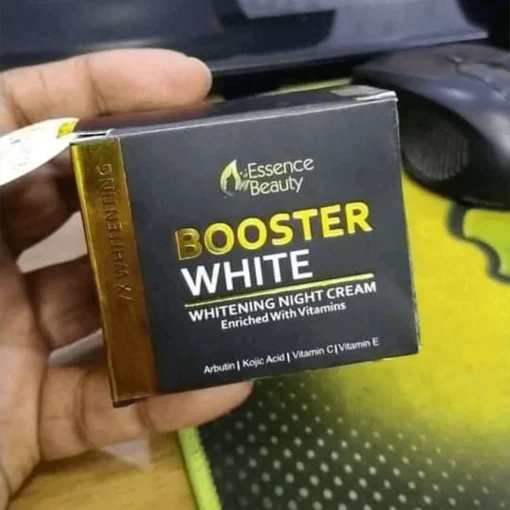 7X WHITENTING
Essence
Beauty
BOOSTER
WHITE
WHITENING NIGHT CREAM
Enriched With Vitamins
Arbutin | Kojic Acid | Vitamin C | Vitamin E